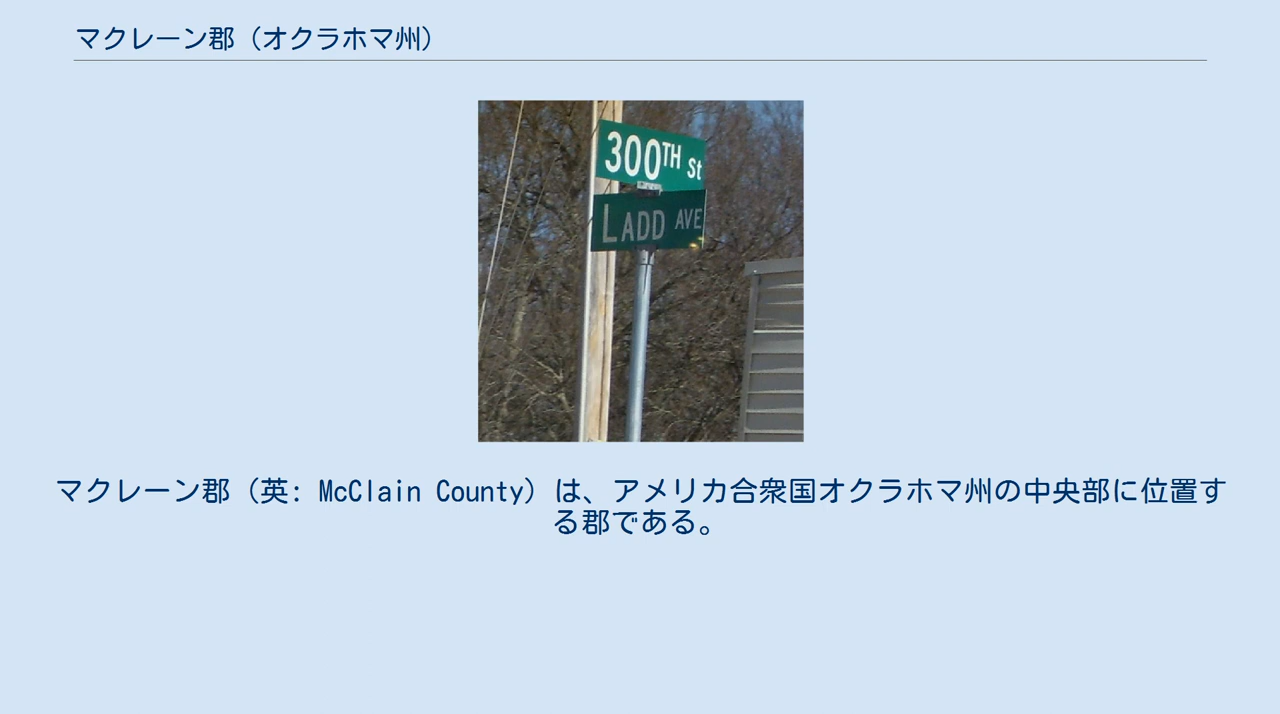 マクレーン郡（オクラホマ州）
300TH St
LADD AVE
マクレーン郡（英: McClain County）は、アメリカ合衆国オクラホマ州の中央部に位置す
る郡である。